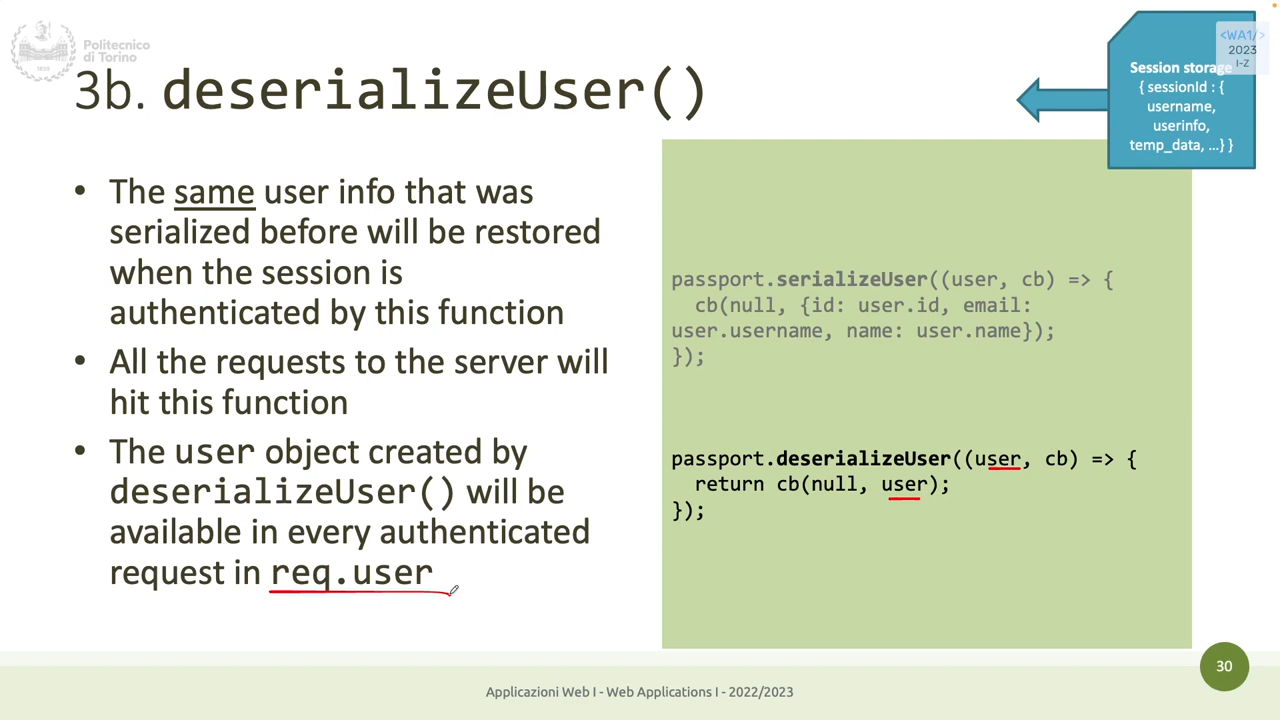 Politecnico
di Torino
<WA1/>
2023
I-Z
3b. deserializeUser()
Session storage
{ sessionId : {
username,
userinfo,
temp_data, ...} }
• The same user info that was
serialized before will be restored
when the session is
authenticated by this function
• All the requests to the server will
hit this function
• The user object created by
deserializeUser() will be
available in every authenticated
request in req.user
passport.serializeUser((user, cb) => {
  cb(null, {id: user.id, email:
user.username, name: user.name});
});
passport.deserializeUser((user, cb) => {
  return cb(null, user);
});
Applicazioni Web I - Web Applications I - 2022/2023
30